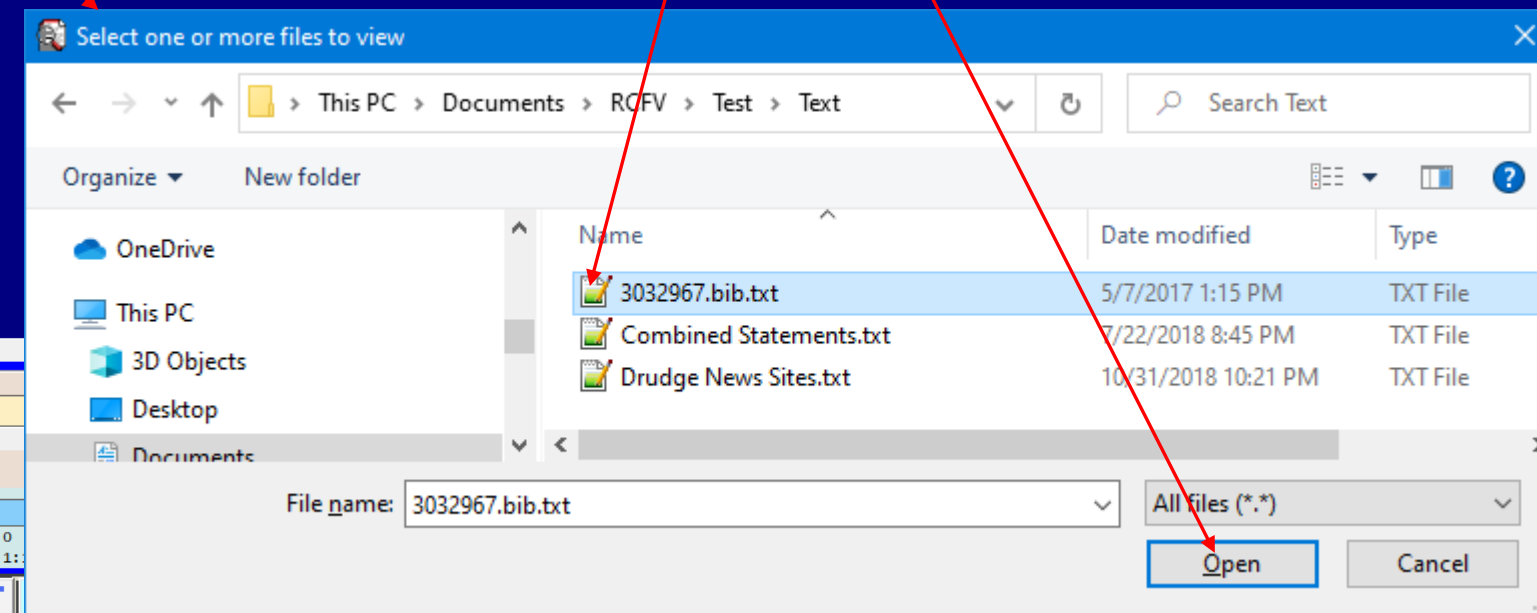 Select one or more files to view
This PC > Documents > RCFV > Test > Text
Search Text
Organize
New folder
?
OneDrive
This PC
3D Objects
Desktop
Documents
Name Date modified Type
3032967.bib.txt 5/7/2017 1:15 PM TXT File
Combined Statements.txt 7/22/2018 8:45 PM TXT File
Drudge News Sites.txt 10/31/2018 10:21 PM TXT File
File name: 3032967.bib.txt
All files (*.*)
Open Cancel
0
1: